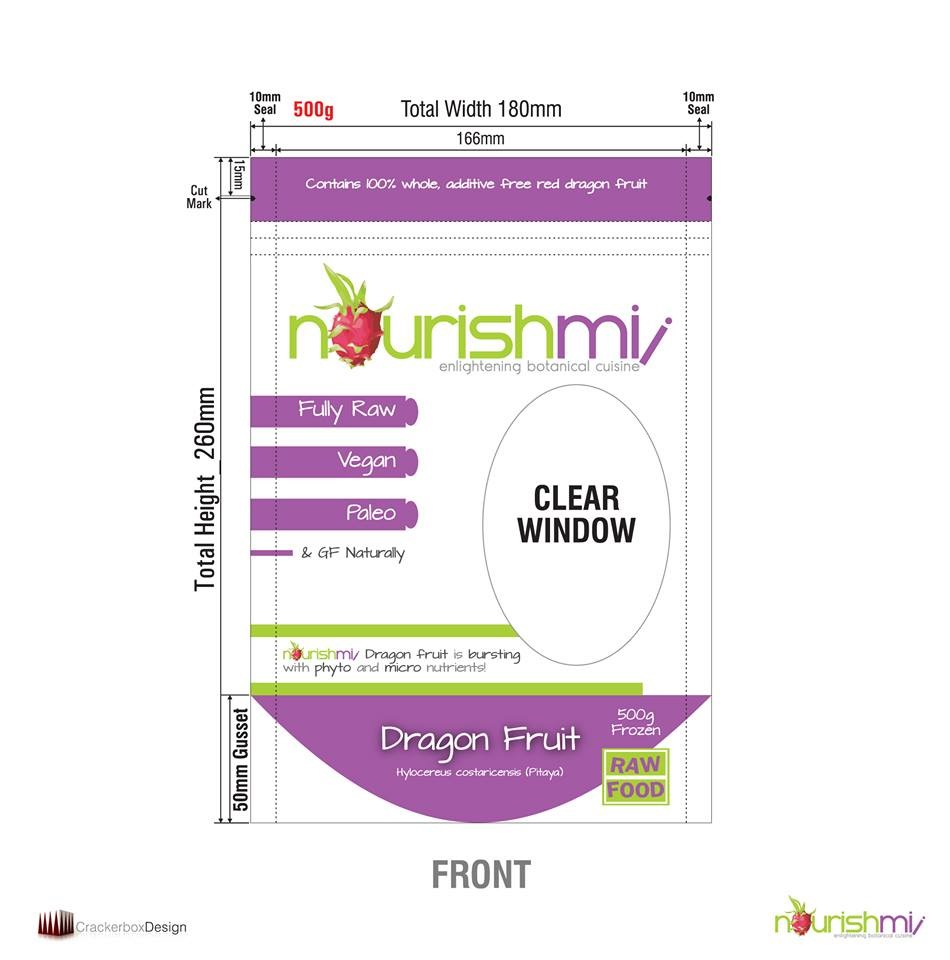 10mm
Seal
500g
Total Width 180mm
10mm
Seal
166mm
15mm
Cut
Mark
Contains 100% whole, additive free red dragon fruit
nourishmi
enlightening botanical cuisine
Total Height 260mm
Fully Raw
Vegan
Paleo
& GF Naturally
CLEAR
WINDOW
nourishmi Dragon fruit is bursting
with phyto and micro nutrients!
50mm Gusset
Dragon Fruit
Hylocereus costaricensis (Pitaya)
500g
Frozen
RAW
FOOD
FRONT
CrackerboxDesign
nourishmi
enlightening botanical cuisine